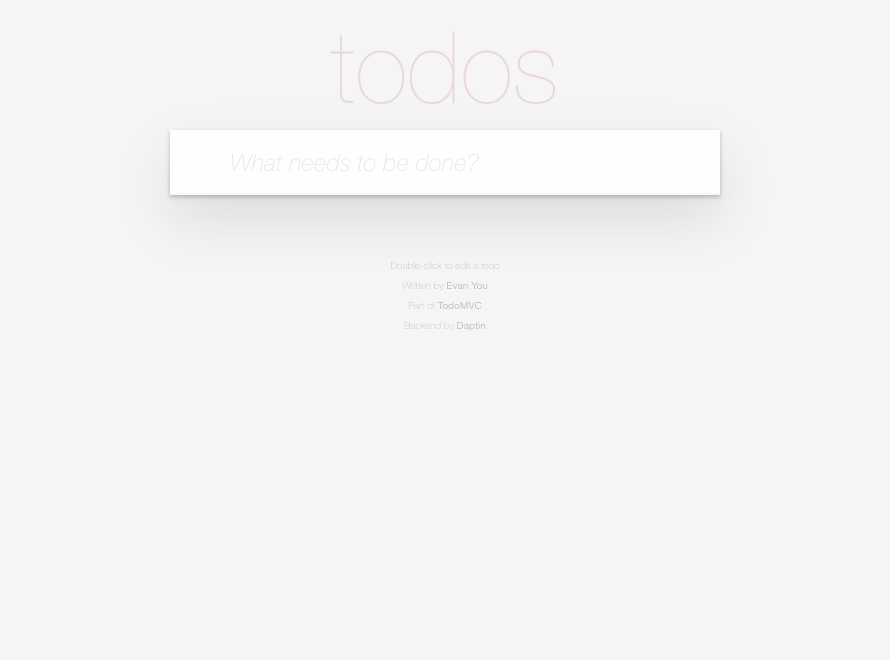 todos
What needs to be done?
Double-click to edit a todo
Written by Evan You
Part of TodoMVC
Backend by Daptin